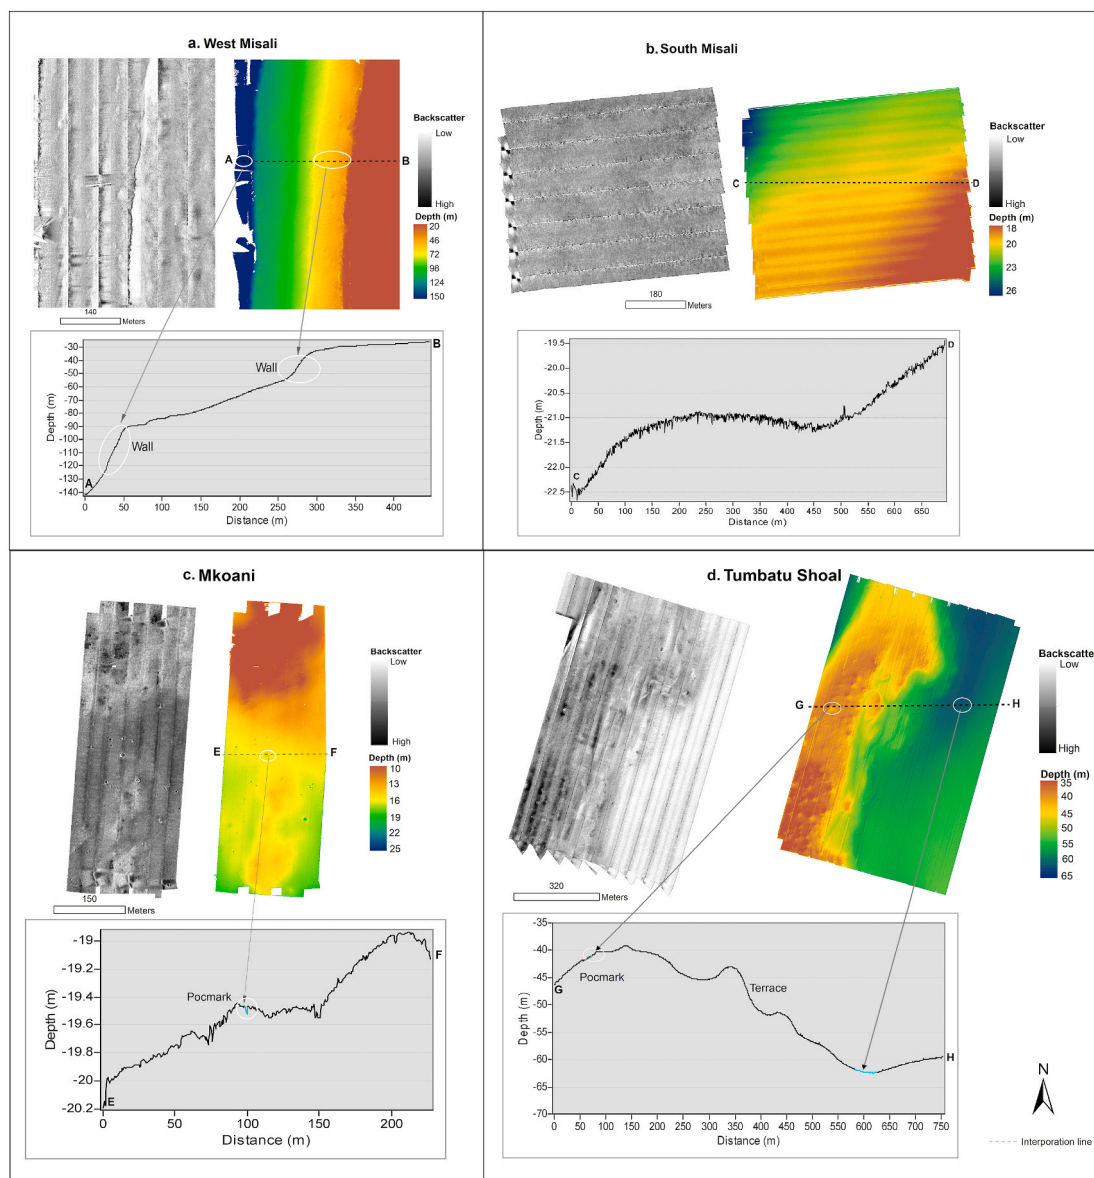 a. West Misali
Backscatter
Low
High
Depth (m)
20
46
72
98
124
150
A
B
140
Meters
-30
-40
-50
-60
-70
-80
-90
-100
-110
-120
-130
-140
Depth (m)
Wall
Wall
A
B
0 50 100 150 200 250 300 350 400
Distance (m)
b. South Misali
Backscatter
Low
High
Depth (m)
18
20
23
26
C
D
180
Meters
-19.5
-20.0
-20.5
-21.0
-21.5
-22.0
-22.5
Depth (m)
C
D
0 50 100 150 200 250 300 350 400 450 500 550 600 650
Distance (m)
c. Mkoani
Backscatter
Low
High
Depth (m)
10
13
16
19
22
25
E
F
150
Meters
-19
-19.2
-19.4
-19.6
-19.8
-20
-20.2
Depth (m)
Pocmark
E
F
0 50 100 150 200
Distance (m)
d. Tumbatu Shoal
Backscatte
Low
High
Depth (m)
35
40
45
50
55
60
65
G
H
320
Meters
-35
-40
-45
-50
-55
-60
-65
-70
Depth (m)
Pocmark
Terrace
G
H
0 50 100 150 200 250 300 350 400 450 500 550 600 650 700 750
Distance (m)
N
Interporation line